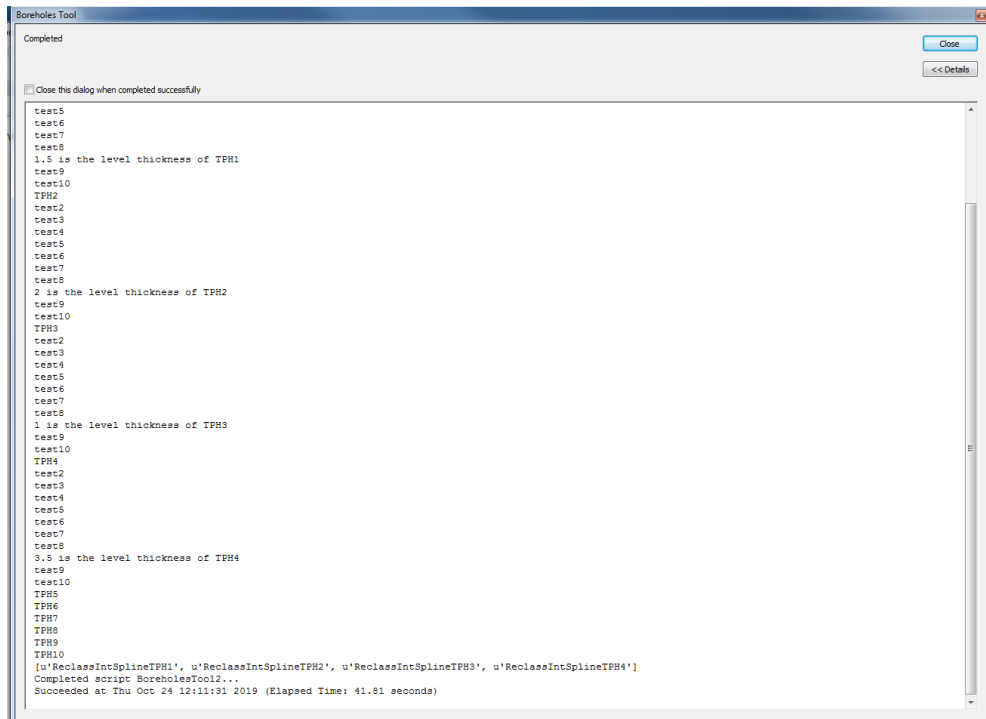 Boreholes Tool
Completed
Close
<< Details
Close this dialog when completed successfully
test5
test6
test7
test8
1.5 is the level thickness of TPH1
test9
test10
TPH2
test2
test3
test4
test5
test6
test7
test8
2 is the level thickness of TPH2
test9
test10
TPH3
test2
test3
test4
test5
test6
test7
test8
1 is the level thickness of TPH3
test9
test10
TPH4
test2
test3
test4
test5
test6
test7
test8
3.5 is the level thickness of TPH4
test9
test10
TPH5
TPH6
TPH7
TPH8
TPH9
TPH10
[u'ReclassIntSplineTPH1', u'ReclassIntSplineTPH2', u'ReclassIntSplineTPH3', u'ReclassIntSplineTPH4']
Completed script BoreholesTool2...
Succeeded at Thu Oct 24 12:11:31 2019 (Elapsed Time: 41.81 seconds)